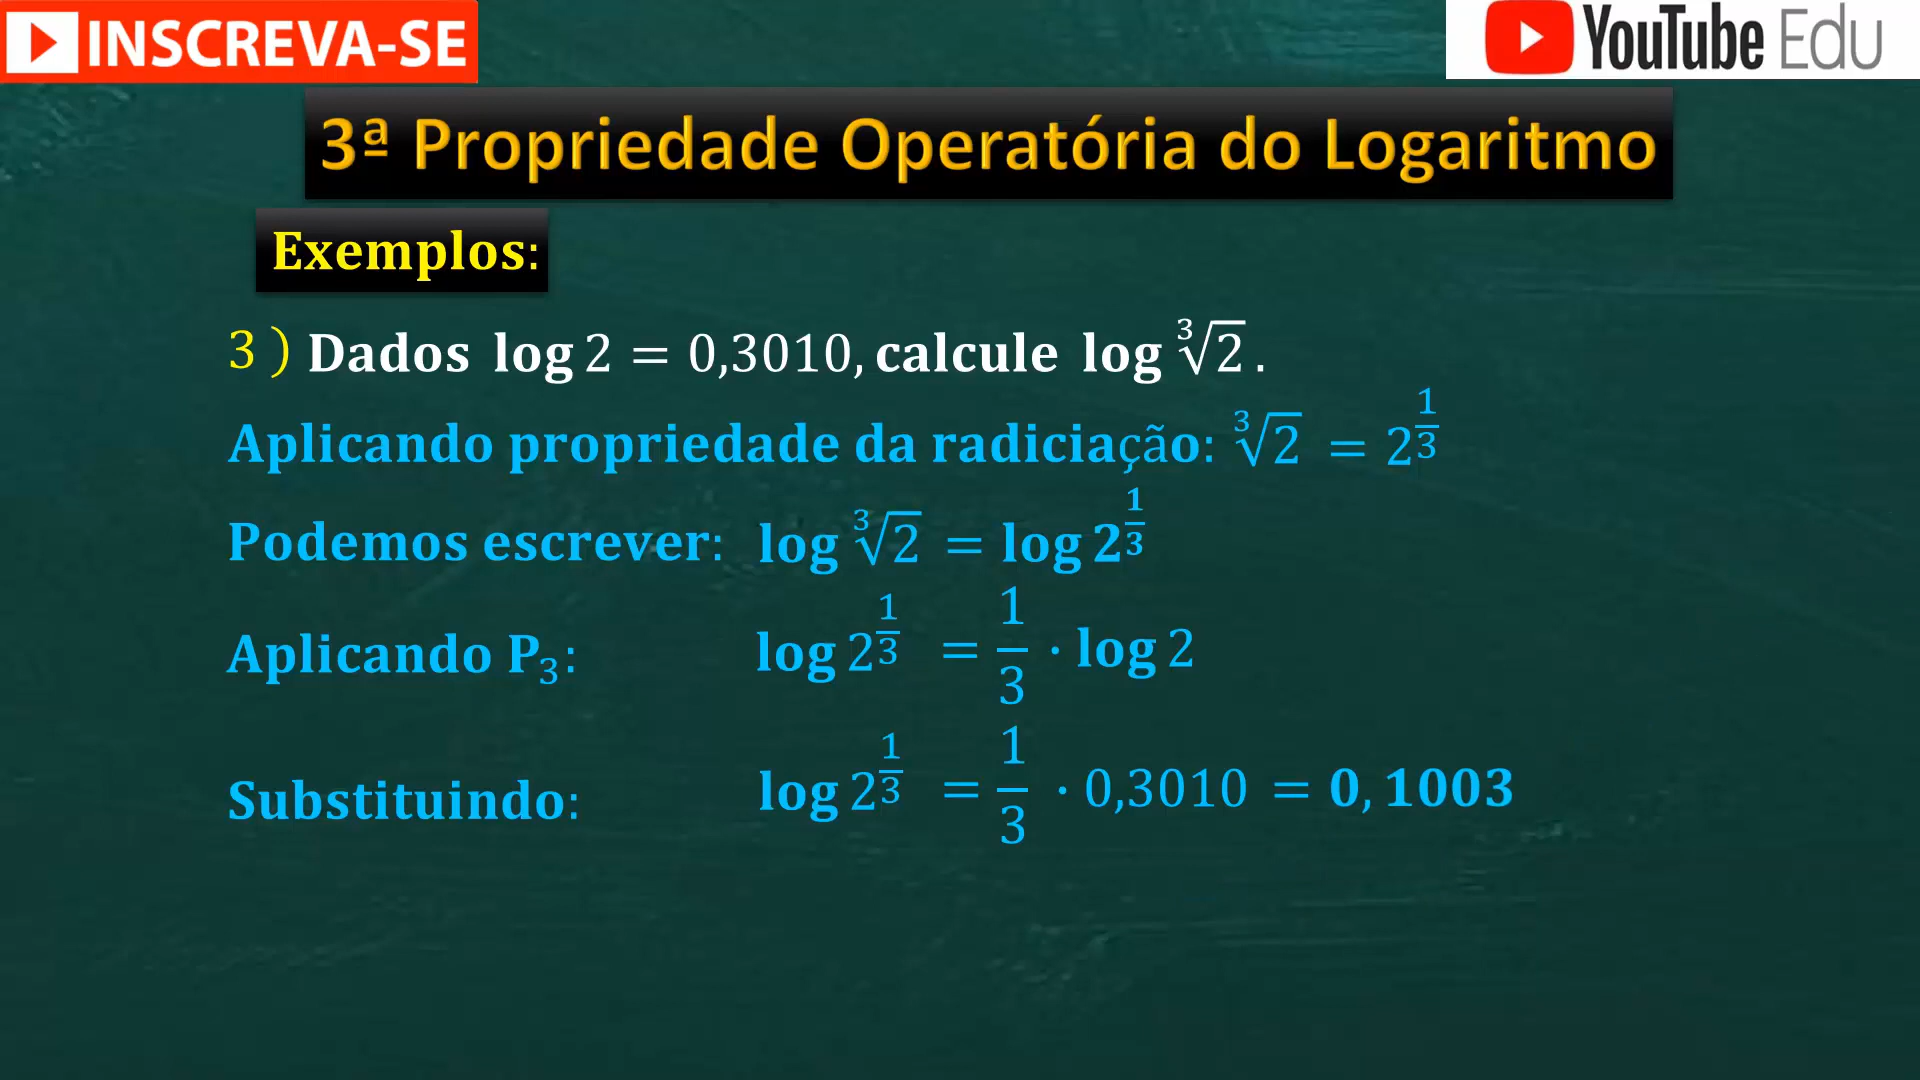 INSCREVA-SE
YouTube Edu
3ª Propriedade Operatória do Logaritmo
Exemplos:
3 ) Dados log 2 = 0,3010, calcule log ∛2 .
Aplicando propriedade da radiciação: ∛2 = 2^(1/3)
Podemos escrever: log ∛2 = log 2^(1/3)
Aplicando P₃: log 2^(1/3) = 1/3 · log 2
Substituindo: log 2^(1/3) = 1/3 · 0,3010 = 0, 1003